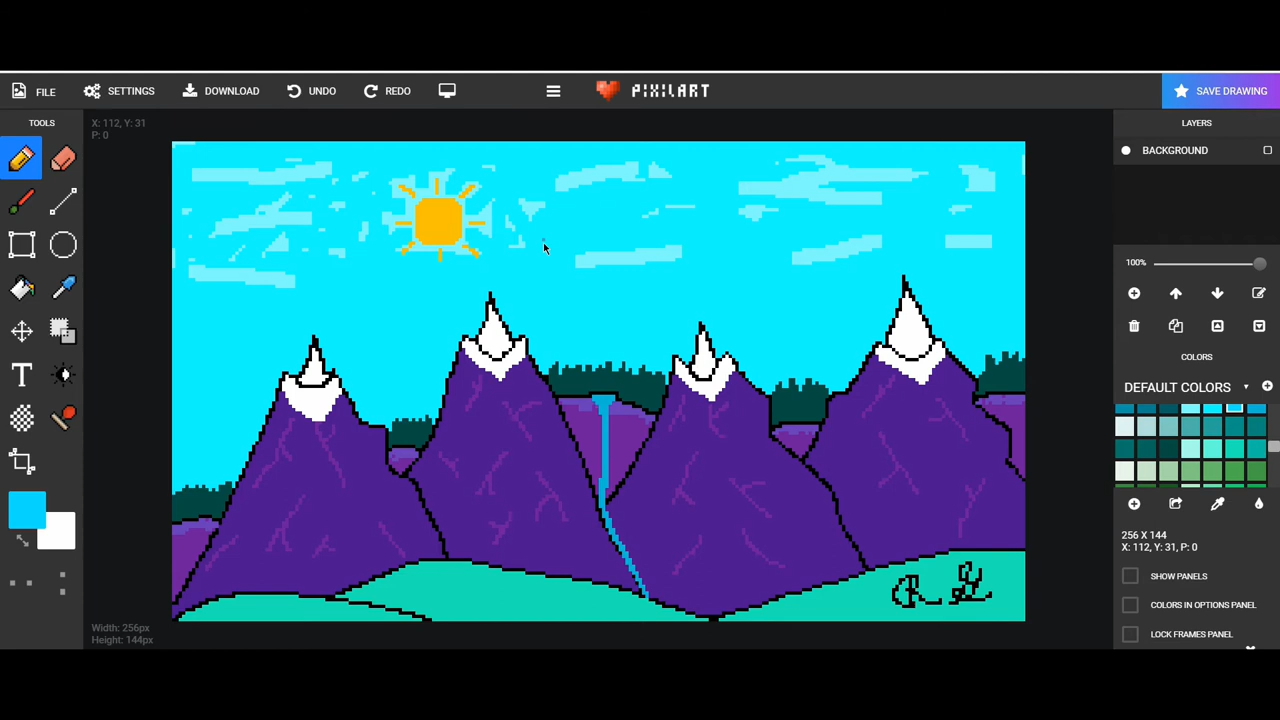 FILE SETTINGS DOWNLOAD UNDO REDO PIXILART SAVE DRAWING
TOOLS
X: 112, Y: 31
P: 0
LAYERS
BACKGROUND
100%
COLORS
DEFAULT COLORS
256 X 144
X: 112, Y: 31, P: 0
SHOW PANELS
COLORS IN OPTIONS PANEL
LOCK FRAMES PANEL
Width: 256px
Height: 144px